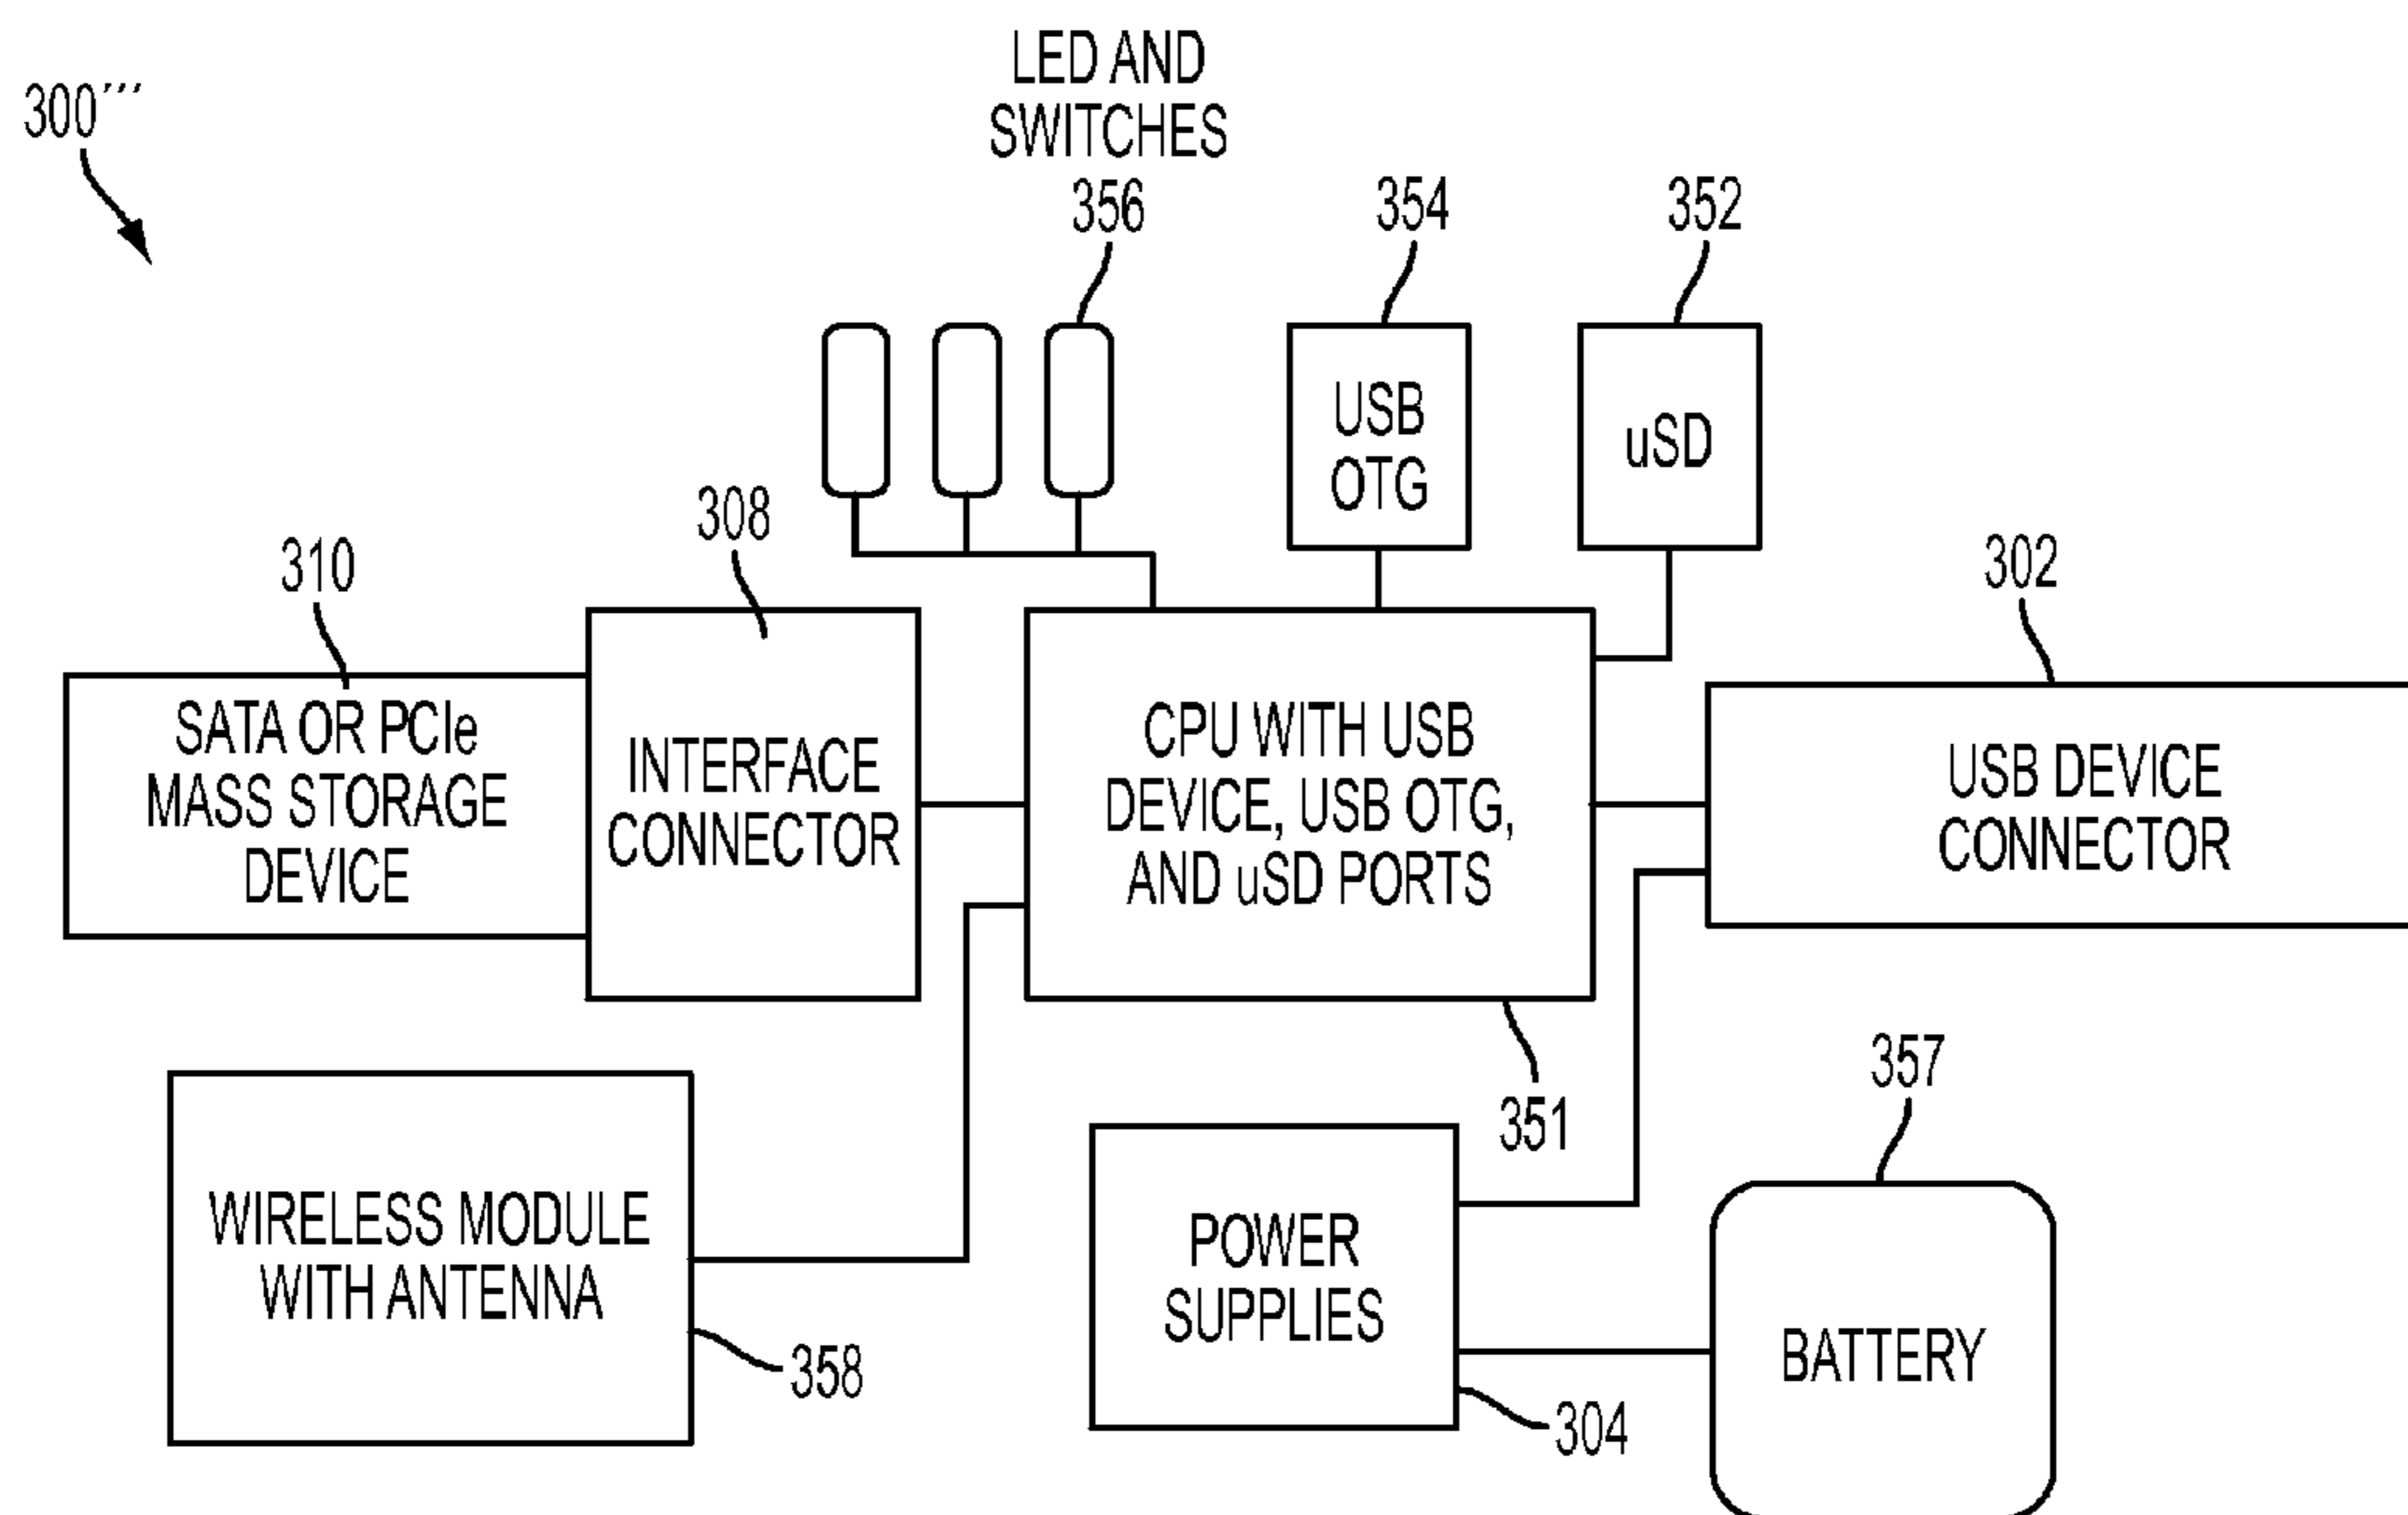 300′′′
LED AND
SWITCHES
356
354
352
USB
OTG
uSD
308
310
302
SATA OR PCIe
MASS STORAGE
DEVICE
INTERFACE
CONNECTOR
CPU WITH USB
DEVICE, USB OTG,
AND uSD PORTS
USB DEVICE
CONNECTOR
351
357
WIRELESS MODULE
WITH ANTENNA
358
POWER
SUPPLIES
304
BATTERY